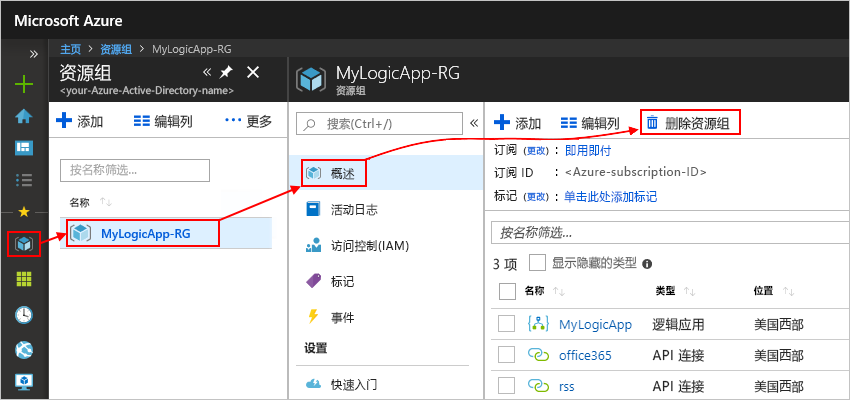 Microsoft Azure
主页 > 资源组 > MyLogicApp-RG
资源组
<your-Azure-Active-Directory-name>
添加 编辑列 更多
按名称筛选...
名称
MyLogicApp-RG
MyLogicApp-RG
资源组
搜索(Ctrl+/)
概述
活动日志
访问控制(IAM)
标记
事件
设置
快速入门
添加 编辑列 删除资源组
订阅 (更改) : 即用即付
订阅 ID : <Azure-subscription-ID>
标记 (更改) : 单击此处添加标记
按名称筛选...
3 项 显示隐藏的类型
名称 类型 位置
MyLogicApp 逻辑应用 美国西部
office365 API 连接 美国西部
rss API 连接 美国西部